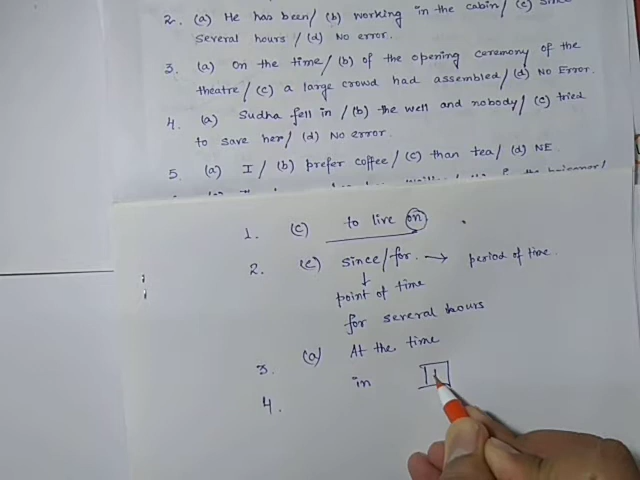 2. (a) He has been/ (b) working in the cabin/ (c) since
several hours / (d) No error.
3. (a) On the time/ (b) of the opening ceremony of the
theatre/ (c) a large crowd had assembled/ (d) No Error.
4. (a) Sudha fell in / (b) the well and nobody/ (c) tried
to save her/ (d) No error.
5. (a) I/ (b) prefer coffee/ (c) than tea/ (d) NE
1. (c) to live on
2. (c) since/for. → period of time.
point of time
for several hours
3. (a) At the time
4. in